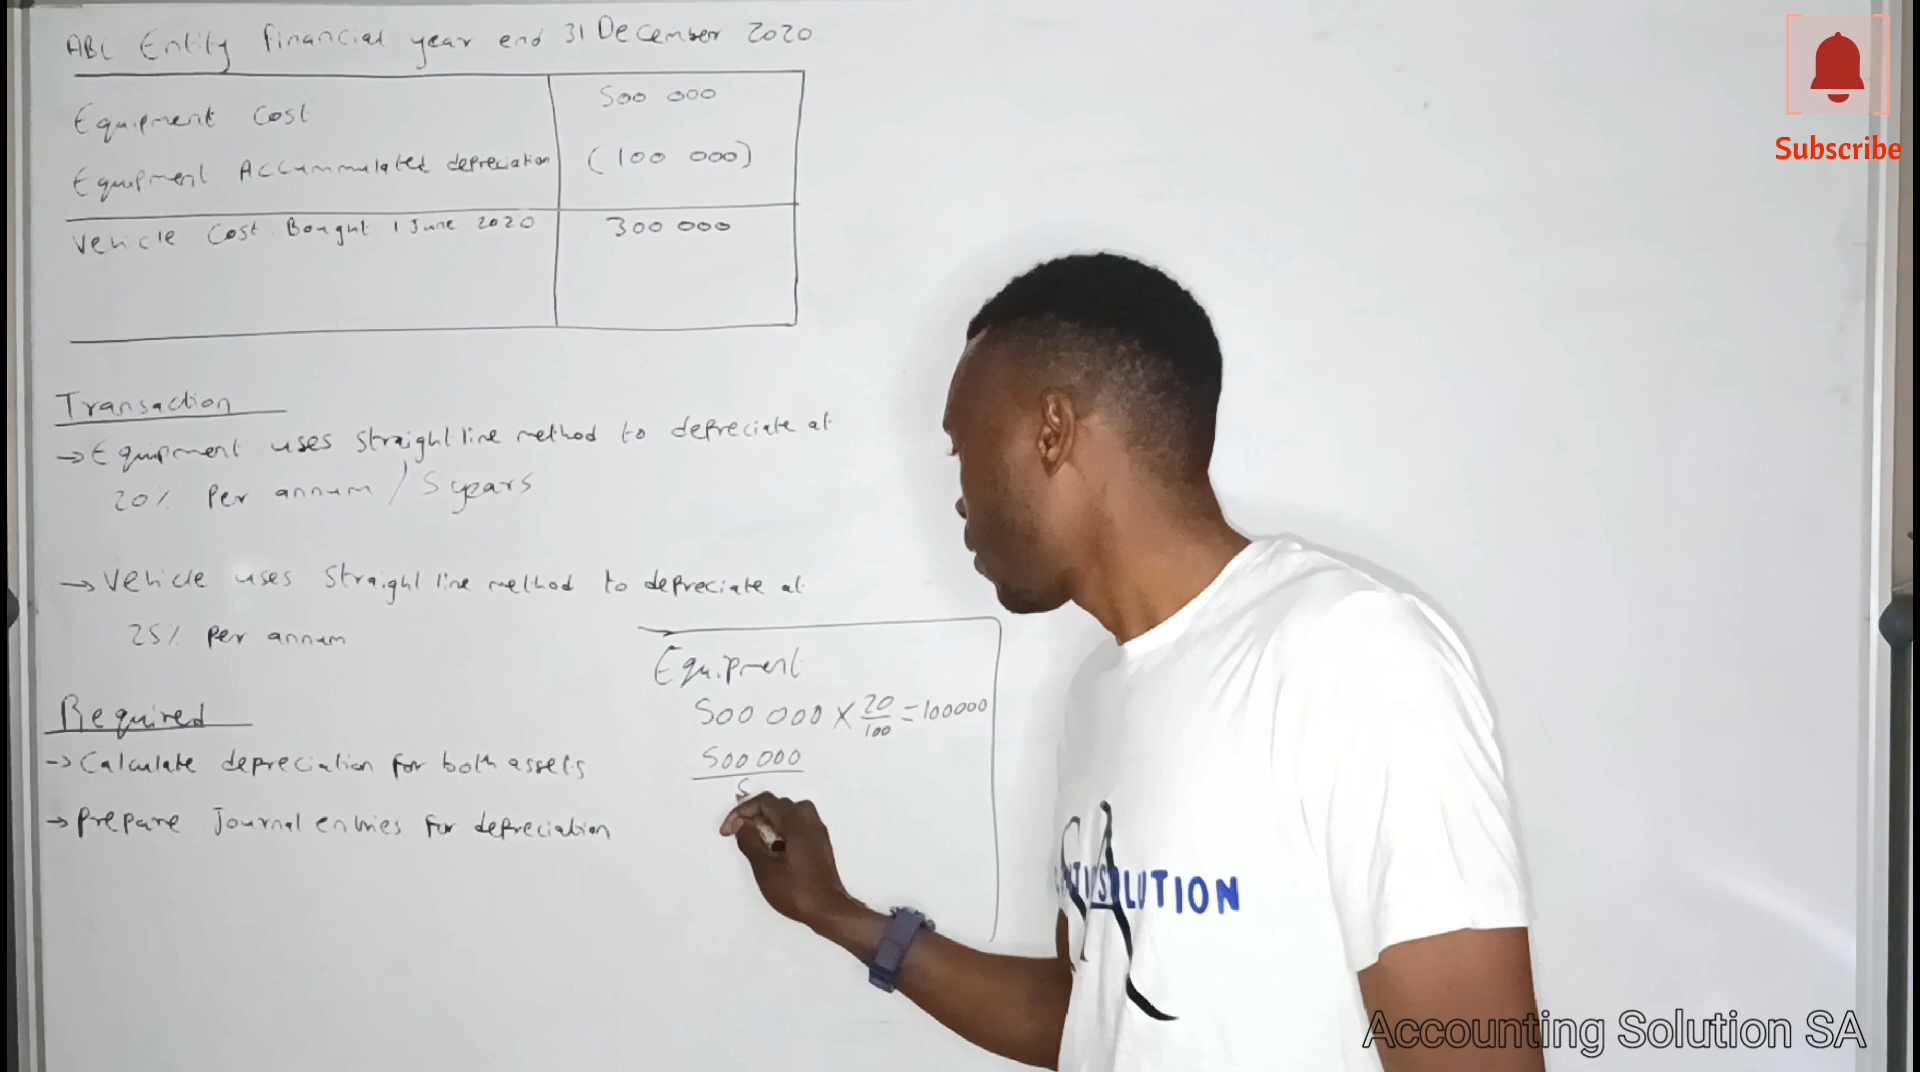 ABC Entity financial year end 31 December 2020
Equipment Cost 500 000
Equipment Accummulated depreciation (100 000)
Vehicle Cost Bought 1 June 2020 300 000
Transaction
→ Equipment uses straight line method to depreciate at
20% Per annum / 5 years
→ Vehicle uses straight line method to depreciate at
25% Per annum
Required
→ Calculate depreciation for both assets
→ Prepare Journal entries for depreciation
Equipment
500 000 × 20/100 = 100000
500 000
5
Subscribe
LUTION
Accounting Solution SA